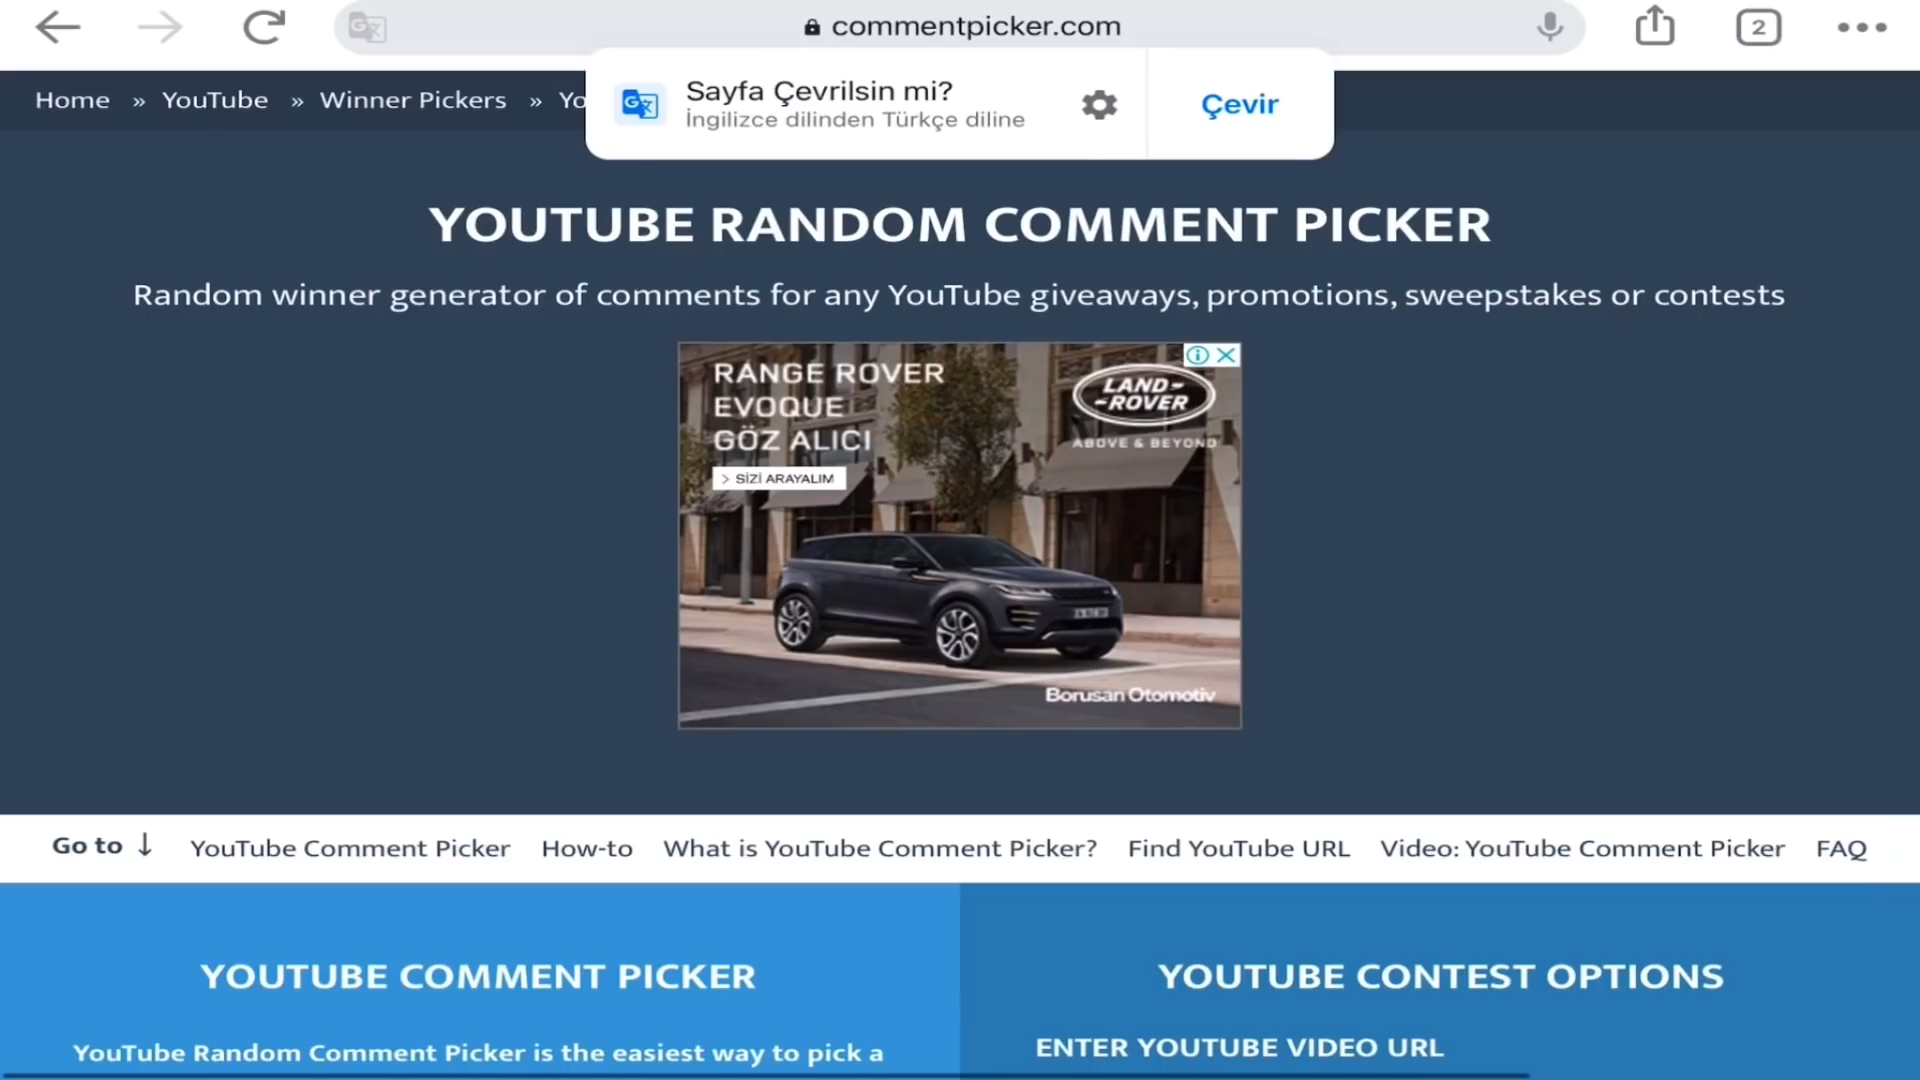 commentpicker.com
2
Home » YouTube » Winner Pickers » Yo
Sayfa Çevrilsin mi?
İngilizce dilinden Türkçe diline
Çevir
YOUTUBE RANDOM COMMENT PICKER
Random winner generator of comments for any YouTube giveaways, promotions, sweepstakes or contests
RANGE ROVER
EVOQUE
GÖZ ALICI
> SİZİ ARAYALIM
LAND-
-ROVER
ABOVE & BEYOND
Borusan Otomotiv
Go to ↓ YouTube Comment Picker How-to What is YouTube Comment Picker? Find YouTube URL Video: YouTube Comment Picker FAQ
YOUTUBE COMMENT PICKER
YouTube Random Comment Picker is the easiest way to pick a
YOUTUBE CONTEST OPTIONS
ENTER YOUTUBE VIDEO URL